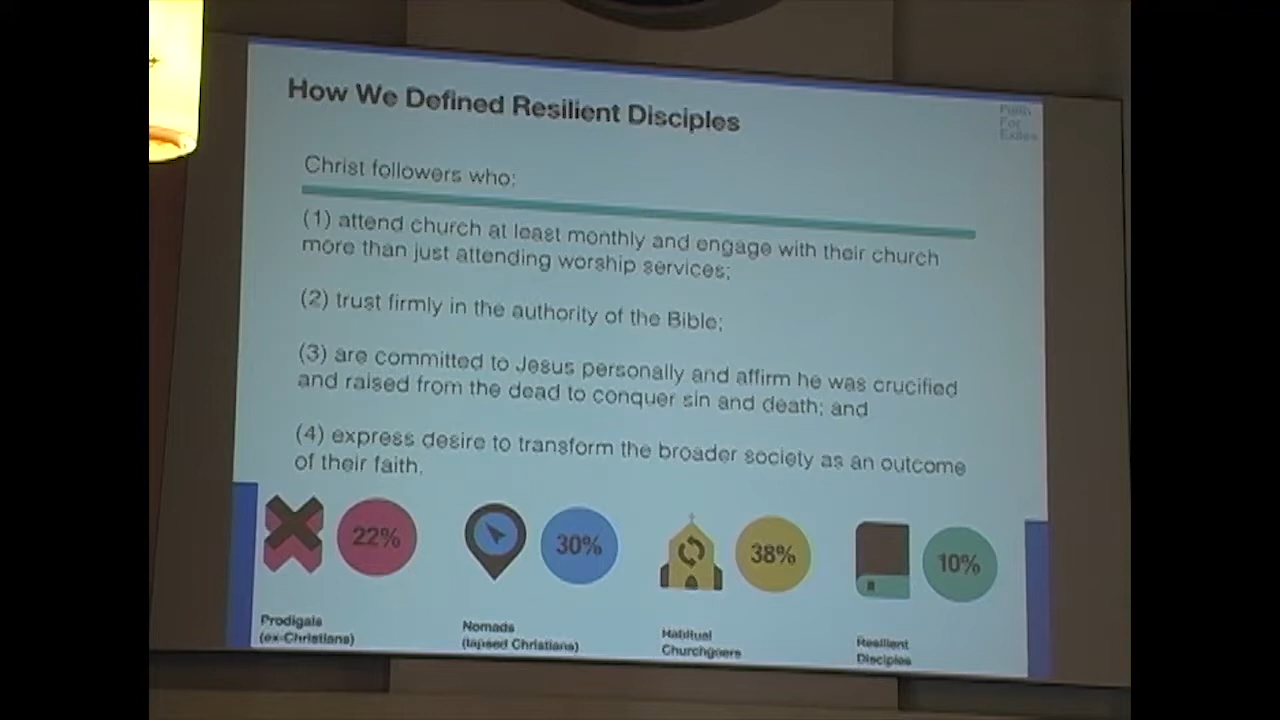 How We Defined Resilient Disciples
Faith
For
Exiles
Christ followers who:
(1) attend church at least monthly and engage with their church
more than just attending worship services;
(2) trust firmly in the authority of the Bible;
(3) are committed to Jesus personally and affirm he was crucified
and raised from the dead to conquer sin and death; and
(4) express desire to transform the broader society as an outcome
of their faith.
22%
30%
38%
10%
Prodigals
(ex-Christians)
Nomads
(lapsed Christians)
Habitual
Churchgoers
Resilient
Disciples